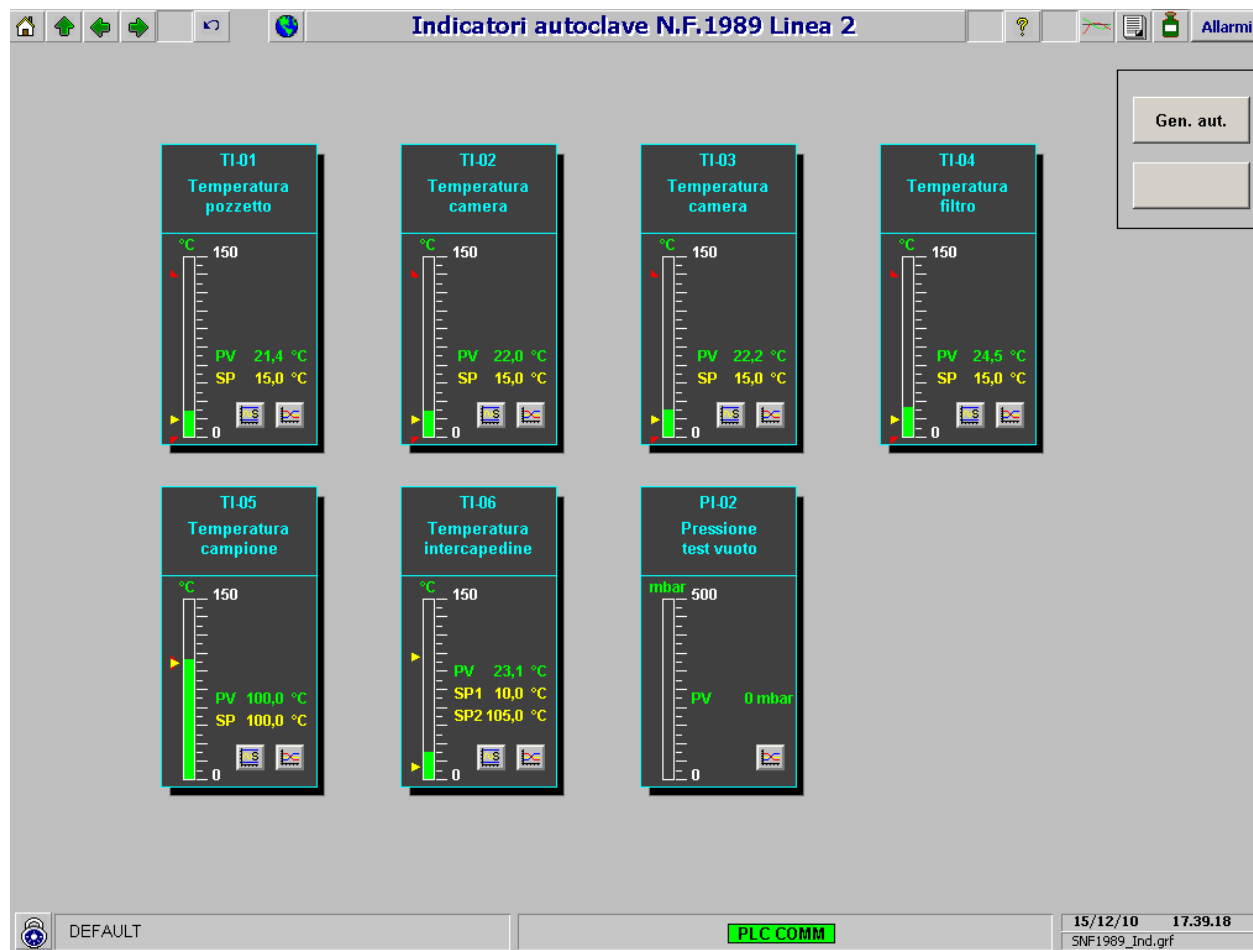 Indicatori autoclave N.F.1989 Linea 2
?
Allarmi
Gen. aut.
TI-01
Temperatura
pozzetto
°C
150
PV 21,4 °C
SP 15,0 °C
0
TI-02
Temperatura
camera
°C
150
PV 22,0 °C
SP 15,0 °C
0
TI-03
Temperatura
camera
°C
150
PV 22,2 °C
SP 15,0 °C
0
TI-04
Temperatura
filtro
°C
150
PV 24,5 °C
SP 15,0 °C
0
TI-05
Temperatura
campione
°C
150
PV 100,0 °C
SP 100,0 °C
0
TI-06
Temperatura
intercapedine
°C
150
PV 23,1 °C
SP1 10,0 °C
SP2 105,0 °C
0
PI-02
Pressione
test vuoto
mbar
500
PV 0 mbar
0
DEFAULT
PLC COMM
15/12/10 17.39.18
SNF1989_Ind.grf